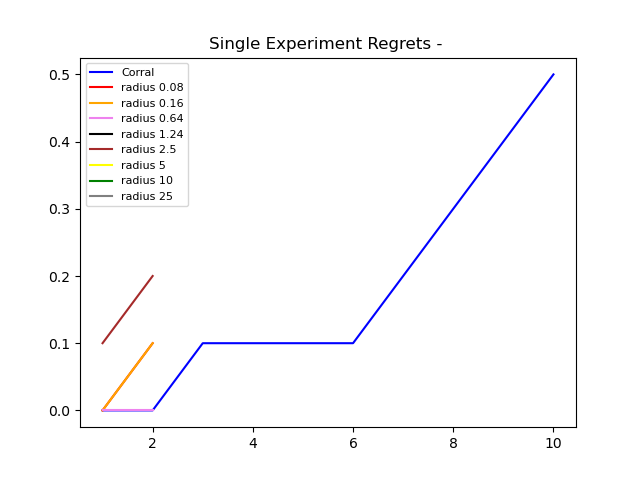 Single Experiment Regrets -
Corral
radius 0.08
radius 0.16
radius 0.64
radius 1.24
radius 2.5
radius 5
radius 10
radius 25
0.5
0.4
0.3
0.2
0.1
0.0
2 4 6 8 10